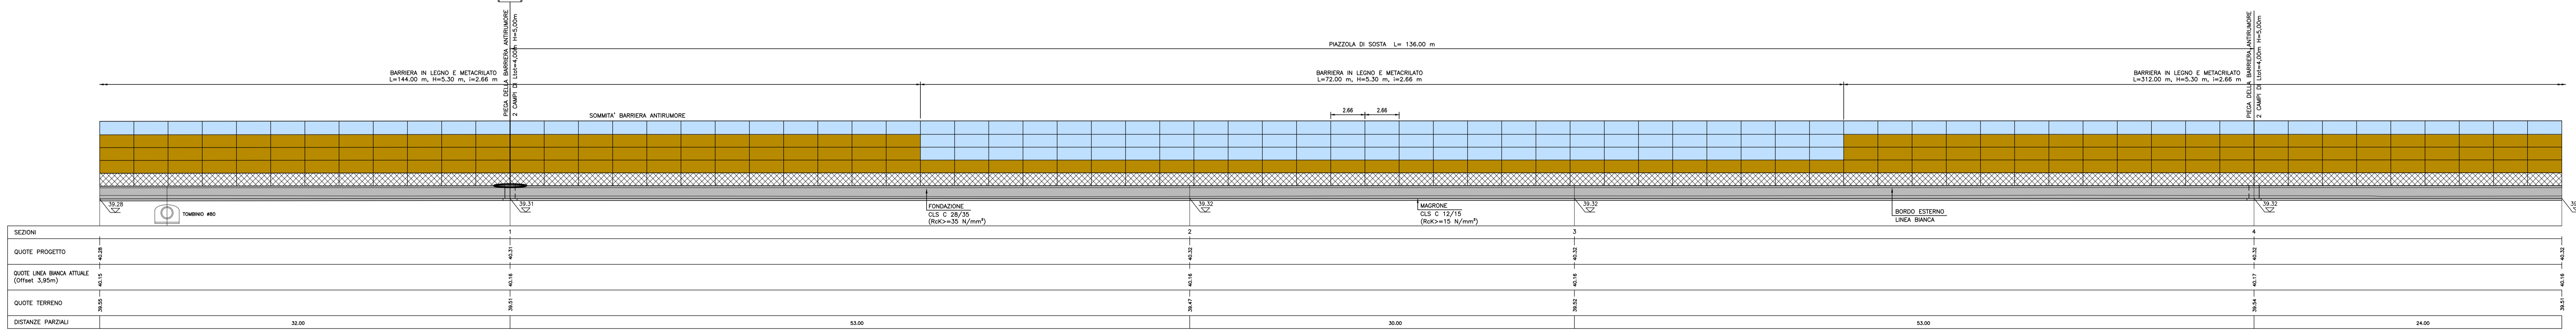 PIEGA DELLA BARRIERA ANTIRUMORE
2 CAMPI DI Ltot=4,00m H=5,00m
PIEGA DELLA BARRIERA ANTIRUMORE
2 CAMPI DI Ltot=4,00m H=5,00m
PIAZZOLA DI SOSTA L= 136.00 m
BARRIERA IN LEGNO E METACRILATO
L=144.00 m, H=5.30 m, i=2.66 m
BARRIERA IN LEGNO E METACRILATO
L=72.00 m, H=5.30 m, i=2.66 m
BARRIERA IN LEGNO E METACRILATO
L=312.00 m, H=5.30 m, i=2.66 m
SOMMITA' BARRIERA ANTIRUMORE
2.66 2.66
39.28 39.31 39.32 39.32 39.32
TOMBINIO ø80
FONDAZIONE
CLS C 28/35
(RcK>=35 N/mm²)
MAGRONE
CLS C 12/15
(RcK>=15 N/mm²)
BORDO ESTERNO
LINEA BIANCA
SEZIONI 1 2 3 4
QUOTE PROGETTO 40.28 40.31 40.32 40.32 40.32 40.32
QUOTE LINEA BIANCA ATTUALE
(Offset 3,95m) 40.15 40.16 40.16 40.16 40.17 40.16
QUOTE TERRENO 39.55 39.51 39.47 39.52 39.54 39.51
DISTANZE PARZIALI 32.00 53.00 30.00 53.00 24.00